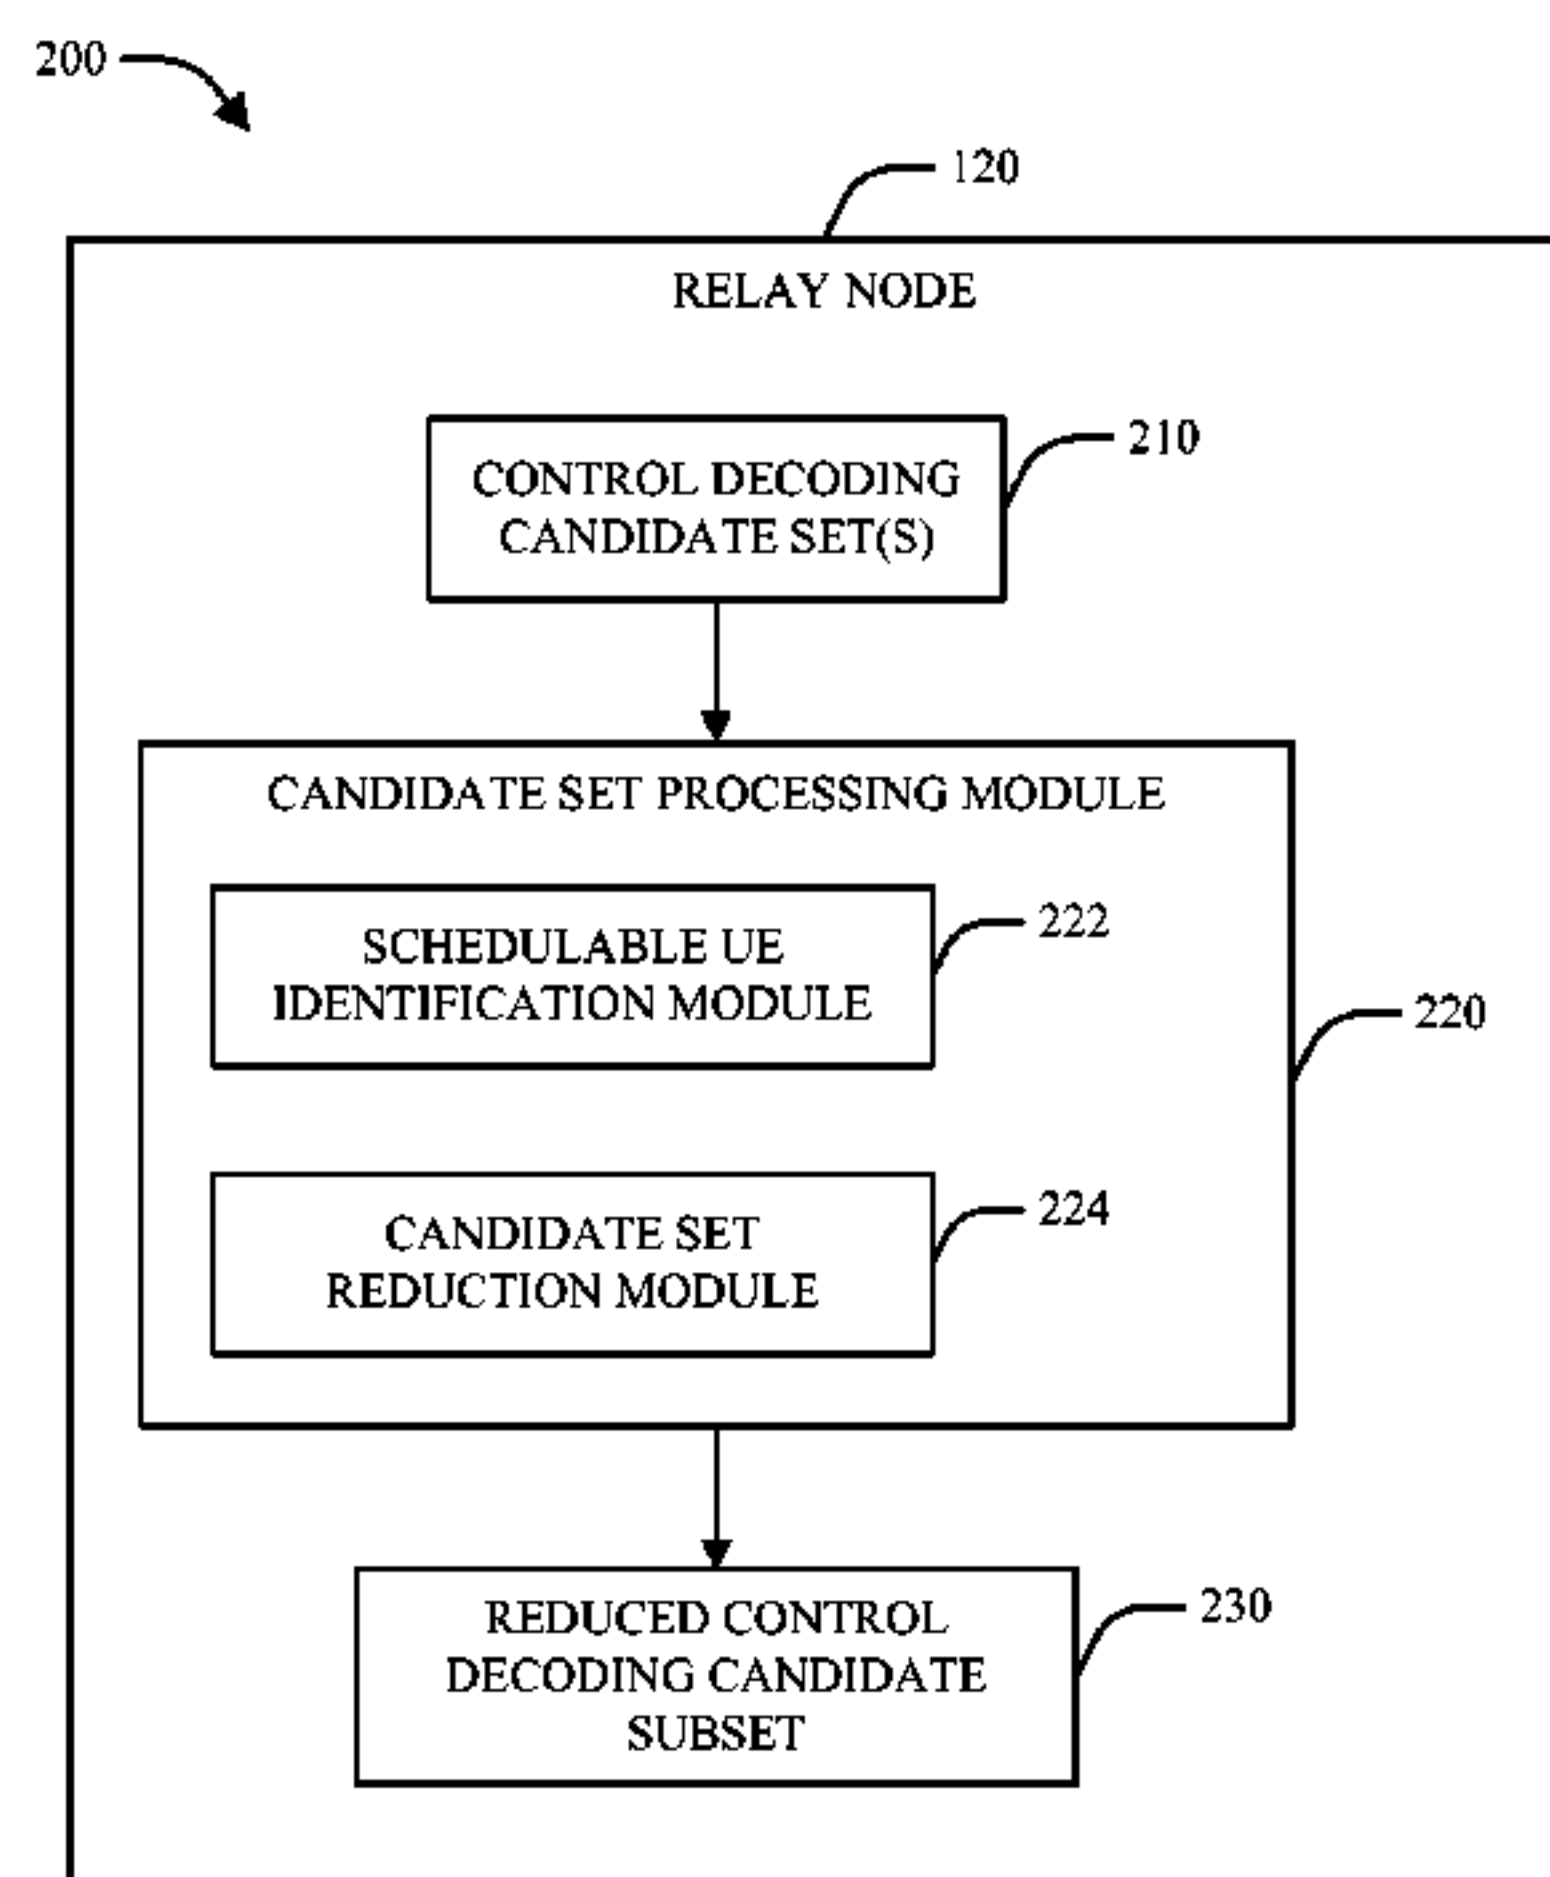 200
120
RELAY NODE
210
CONTROL DECODING
CANDIDATE SET(S)
CANDIDATE SET PROCESSING MODULE
222
SCHEDULABLE UE
IDENTIFICATION MODULE
220
224
CANDIDATE SET
REDUCTION MODULE
230
REDUCED CONTROL
DECODING CANDIDATE
SUBSET